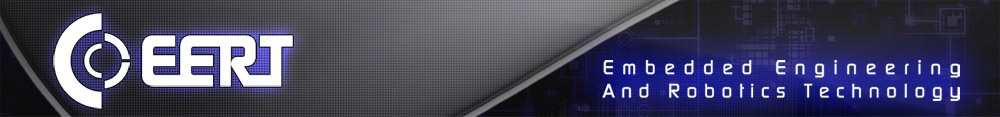 EERT
Embedded Engineering
And Robotics Technology